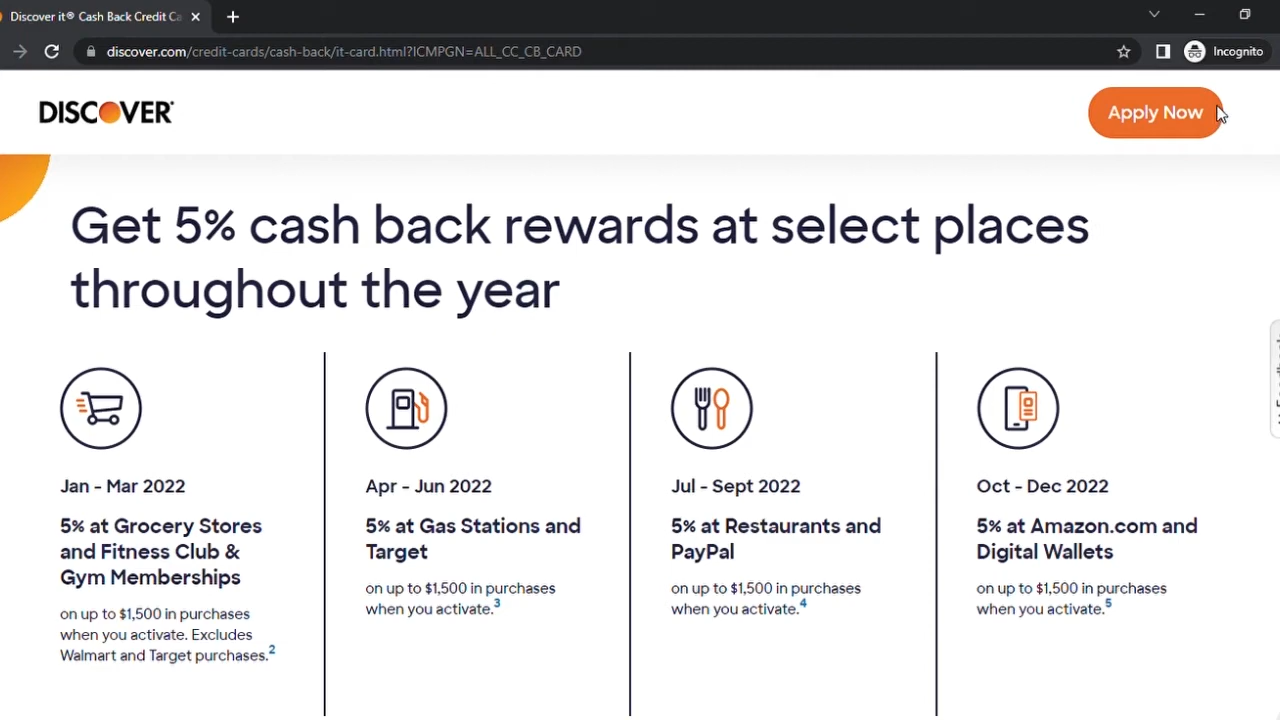 Discover it® Cash Back Credit Ca
discover.com/credit-cards/cash-back/it-card.html?ICMPGN=ALL_CC_CB_CARD
Incognito
DISCOVER
Apply Now
Get 5% cash back rewards at select places
throughout the year
Jan - Mar 2022
5% at Grocery Stores
and Fitness Club &
Gym Memberships
on up to $1,500 in purchases
when you activate. Excludes
Walmart and Target purchases.2
Apr - Jun 2022
5% at Gas Stations and
Target
on up to $1,500 in purchases
when you activate.3
Jul - Sept 2022
5% at Restaurants and
PayPal
on up to $1,500 in purchases
when you activate.4
Oct - Dec 2022
5% at Amazon.com and
Digital Wallets
on up to $1,500 in purchases
when you activate.5